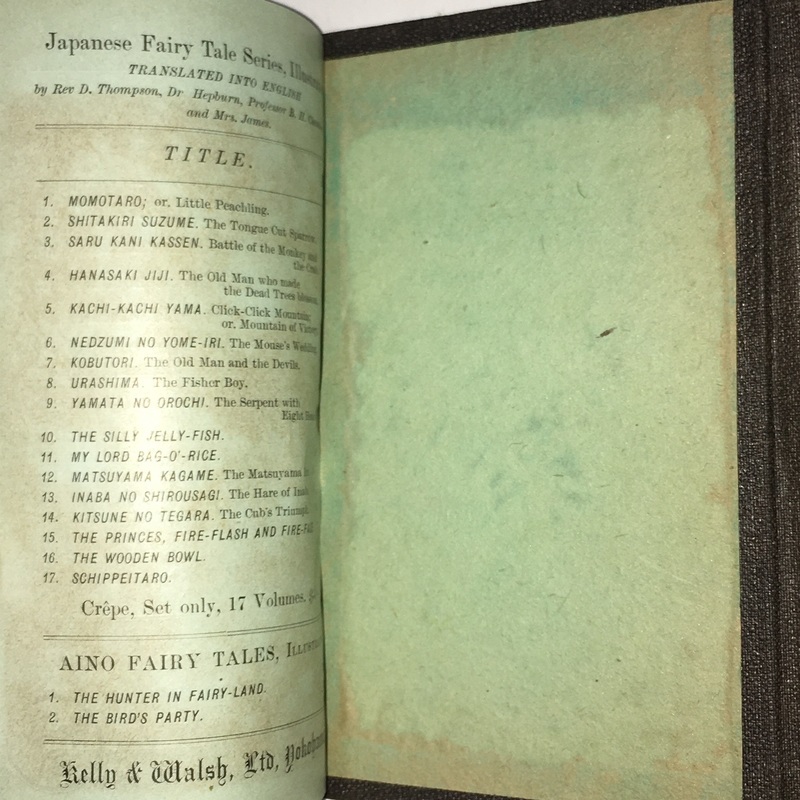 Japanese Fairy Tale Series,
TRANSLATED INTO ENGLISH
by Rev D. Thompson, Dr Hepburn, Professor B. H.
and Mrs. James.
TITLE.
1. MOMOTARO; or, Little Peachling.
2. SHITAKIRI SUZUME. The Tongue Cut Sparrow.
3. SARU KANI KASSEN. Battle of the Monkey and
the Crab.
4. HANASAKI JIJI. The Old Man who made
the Dead Trees
5. KACHI-KACHI YAMA. Click-Click Mountain,
or, Mountain of
6. NEDZUMI NO YOME-IRI. The Mouse's Wedding.
7. KOBUTORI. The Old Man and the Devils.
8. URASHIMA. The Fisher Boy.
9. YAMATA NO OROCHI. The Serpent with
Eight
10. THE SILLY JELLY-FISH.
11. MY LORD BAG-O'-RICE.
12. MATSUYAMA KAGAME. The Matsuyama
13. INABA NO SHIROUSAGI. The Hare of
14. KITSUNE NO TEGARA. The Cub's
15. THE PRINCES, FIRE-FLASH AND
16. THE WOODEN BOWL.
17. SCHIPPEITARO.
Crêpe, Set only, 17 Volumes.
AINO FAIRY TALES,
1. THE HUNTER IN FAIRY-LAND.
2. THE BIRD'S PARTY.
Kelly & Walsh, Ltd,